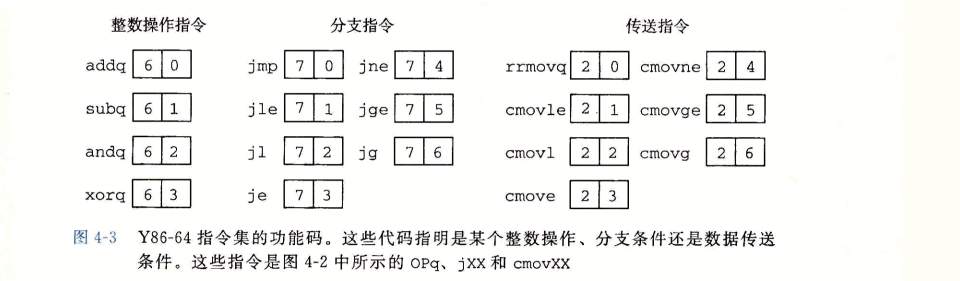 整数操作指令 分支指令 传送指令
addq 6 0 jmp 7 0 jne 7 4 rrmovq 2 0 cmovne 2 4
subq 6 1 jle 7 1 jge 7 5 cmovle 2 1 cmovge 2 5
andq 6 2 jl 7 2 jg 7 6 cmovl 2 2 cmovg 2 6
xorq 6 3 je 7 3 cmove 2 3
图 4-3 Y86-64 指令集的功能码。这些代码指明是某个整数操作、分支条件还是数据传送
条件。这些指令是图 4-2 中所示的 OPq、jXX 和 cmovXX